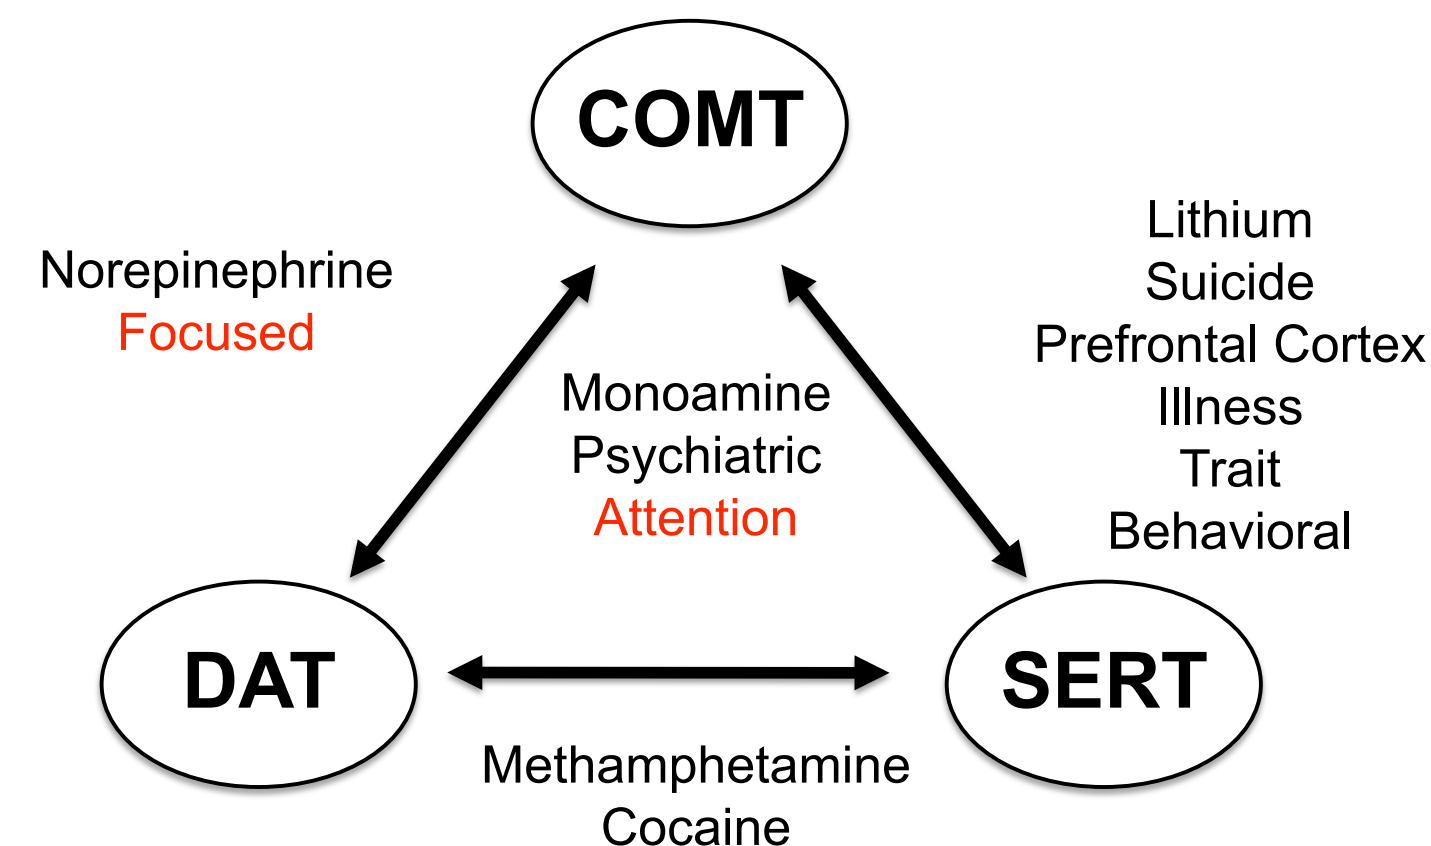 COMT
Norepinephrine
Focused
Lithium
Suicide
Prefrontal Cortex
Illness
Trait
Behavioral
Monoamine
Psychiatric
Attention
DAT
SERT
Methamphetamine
Cocaine